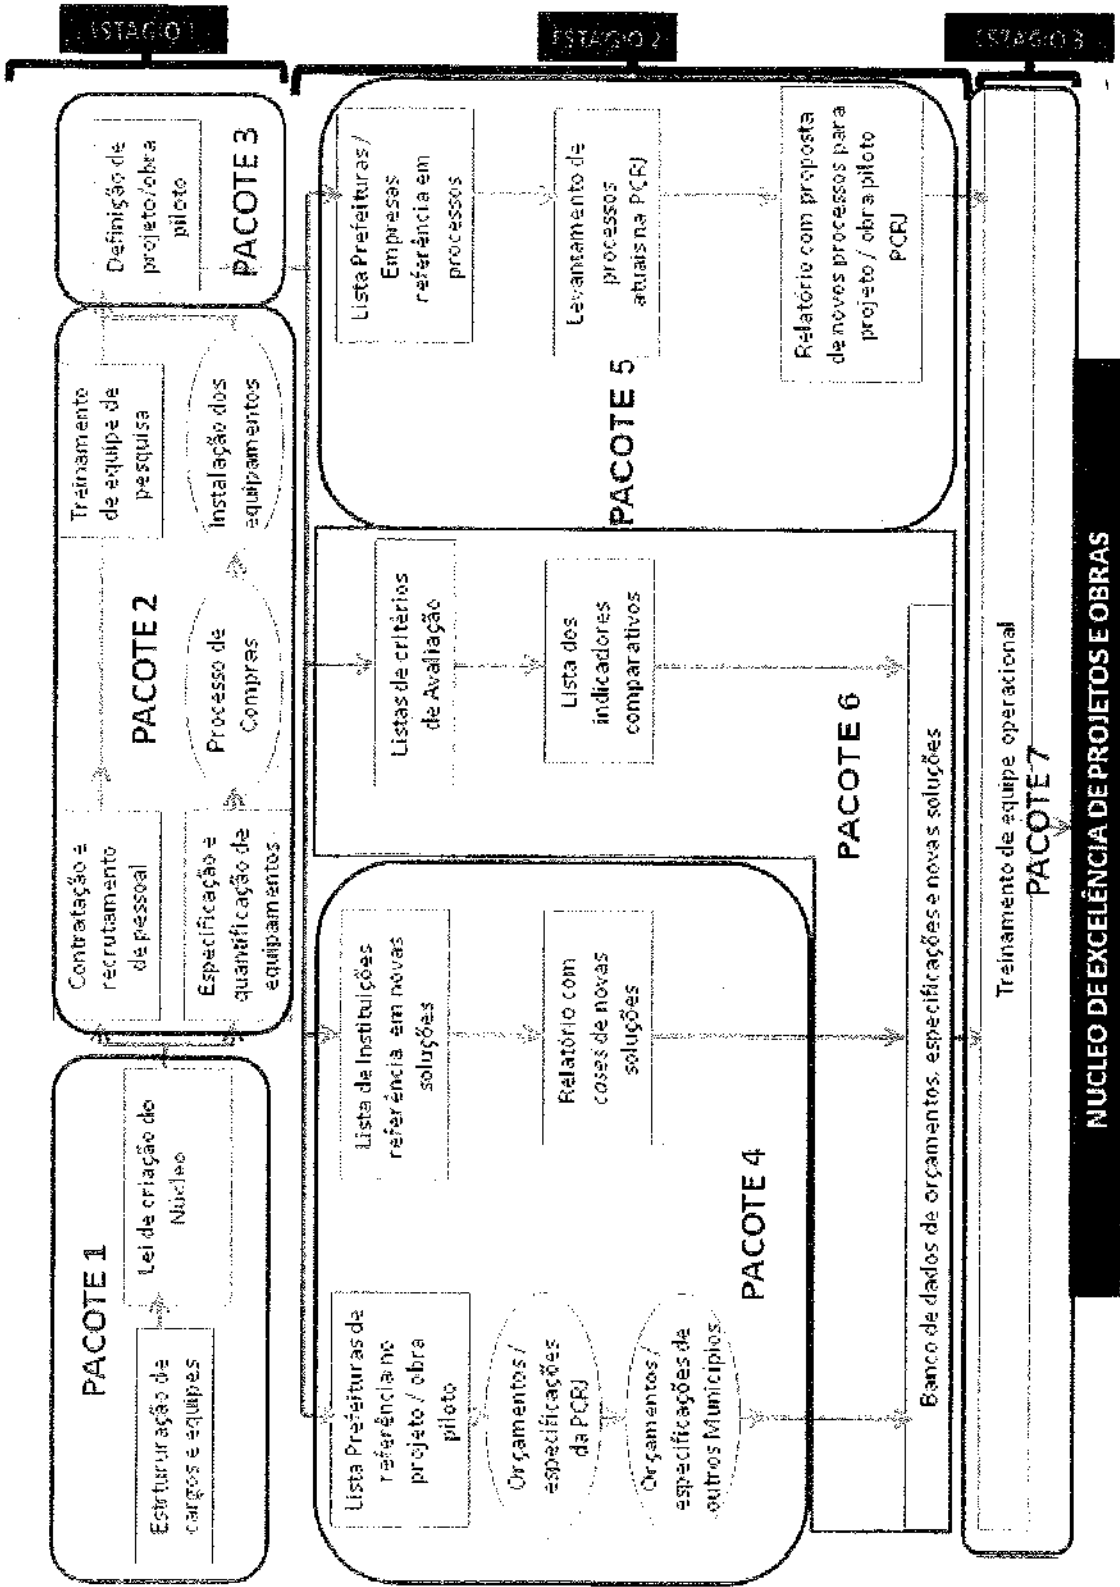 PACOTE 1
Estrtururação de
cargos e equipes
Lei de criação do
Núcleo
Contratação e
recrutamento
de pessoal
Treinamento
de equipe de
pesquisa
PACOTE 2
Especificação e
quantificação de
equipamentos
Processo de
Compras
Instalação dos
equipamentos
Definição de
projeto/obra
piloto
PACOTE 3
ESTÁGIO 1
Lista Prefeituras de
referência no
projeto / obra
piloto
Orçamentos /
especificações
da PCRJ
Orçamentos /
especificações de
outros Municípios
Lista de Instituições
referência em novas
soluções
Relatório com
cases de novas
soluções
PACOTE 4
Listas de critérios
de Avaliação
Lista dos
indicadores
comparativos
PACOTE 6
Banco de dados de orçamentos, especificações e novas soluções
Lista Prefeituras /
Empresas
referência em
processos
Levantamento de
processos
atuais na PCRJ
Relatório com proposta
de novos processos para
projeto / obra piloto
PCRJ
PACOTE 5
ESTÁGIO 2
Treinamento de equipe operacional
PACOTE 7
ESTÁGIO 3
NUCLEO DE EXCELÊNCIA DE PROJETOS E OBRAS